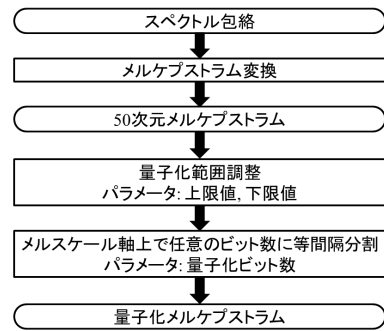 スペクトル包絡
メルケプストラム変換
50次元メルケプストラム
量子化範囲調整
パラメータ: 上限値, 下限値
メルスケール軸上で任意のビット数に等間隔分割
パラメータ: 量子化ビット数
量子化メルケプストラム